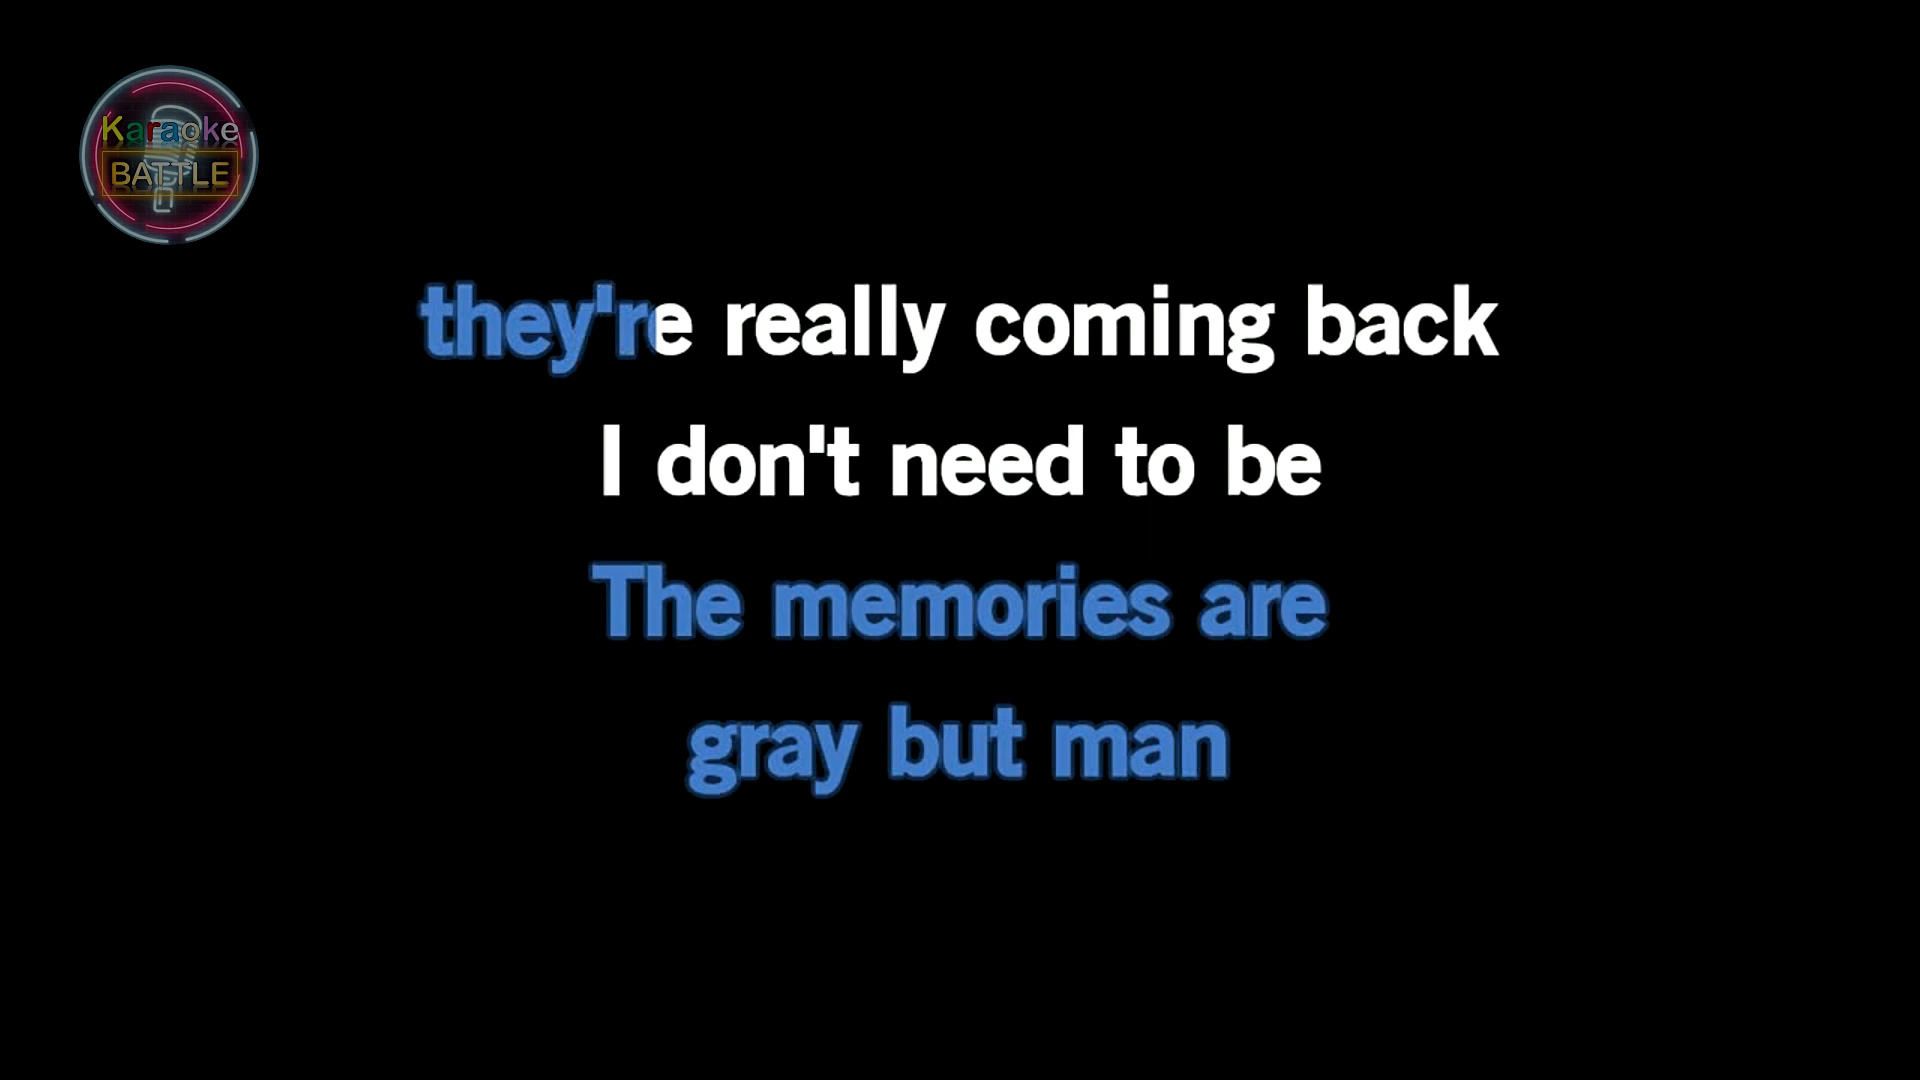 Karaoke
BATTLE
they're really coming back
I don't need to be
The memories are
gray but man